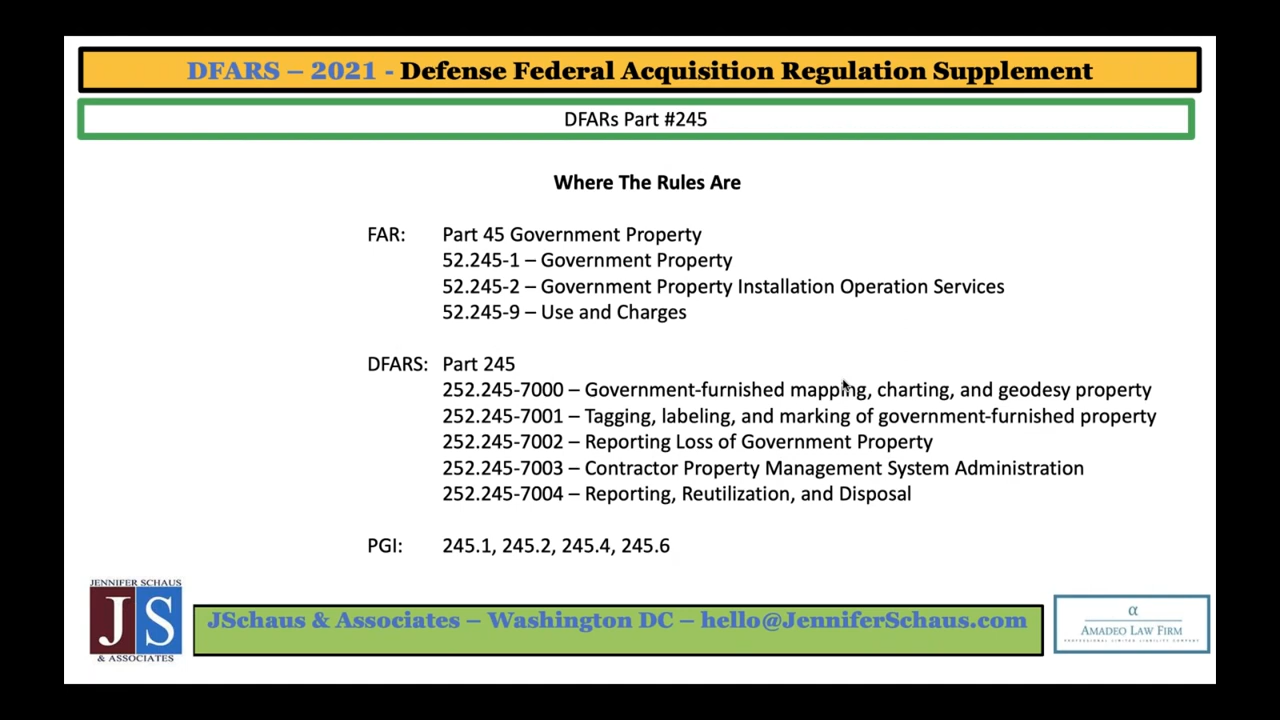 DFARS – 2021 - Defense Federal Acquisition Regulation Supplement
DFARs Part #245
Where The Rules Are
FAR: Part 45 Government Property
52.245-1 – Government Property
52.245-2 – Government Property Installation Operation Services
52.245-9 – Use and Charges
DFARS: Part 245
252.245-7000 – Government-furnished mapping, charting, and geodesy property
252.245-7001 – Tagging, labeling, and marking of government-furnished property
252.245-7002 – Reporting Loss of Government Property
252.245-7003 – Contractor Property Management System Administration
252.245-7004 – Reporting, Reutilization, and Disposal
PGI: 245.1, 245.2, 245.4, 245.6
JENNIFER SCHAUS
JS
& ASSOCIATES
JSchaus & Associates – Washington DC – hello@JenniferSchaus.com
α
AMADEO LAW FIRM
PROFESSIONAL LIMITED LIABILITY COMPANY